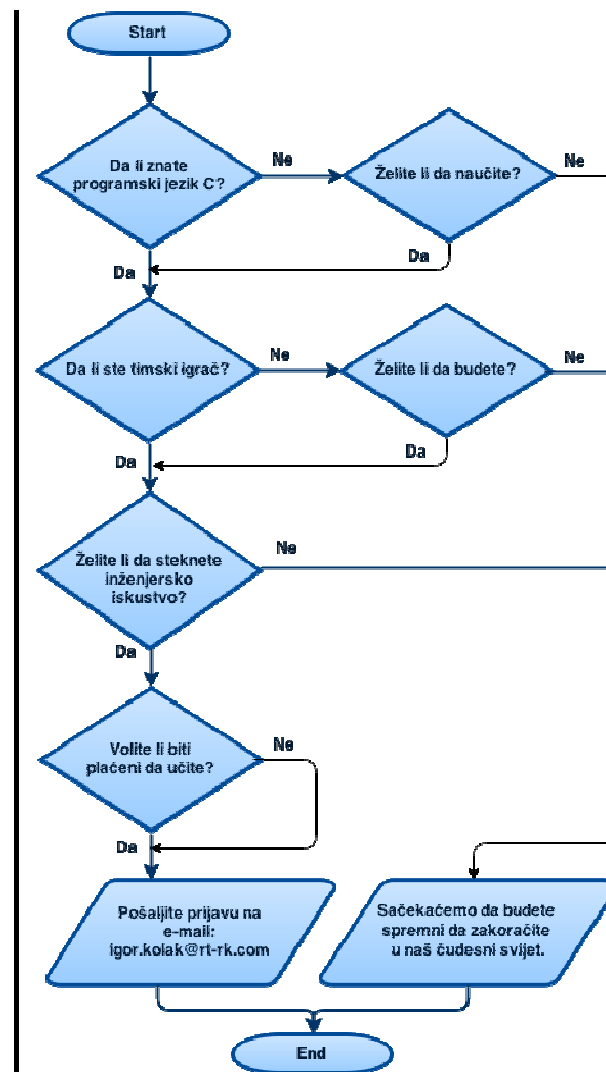 Start
Da li znate
programski jezik C?
Ne
Želite li da naučite?
Ne
Da
Da
Da li ste timski igrač?
Ne
Želite li da budete?
Ne
Da
Da
Želite li da steknete
inženjersko
iskustvo?
Ne
Da
Volite li biti
plaćeni da učite?
Ne
Da
Pošaljite prijavu na
e-mail:
igor.kolak@rt-rk.com
Sačekaćemo da budete
spremni da zakoračite
u naš čudesni svijet.
End